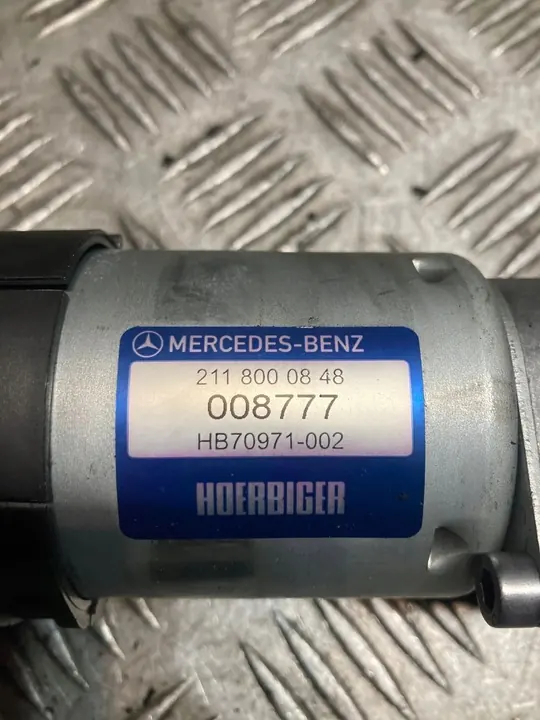 MERCEDES-BENZ
211 800 08 48
008777
HB70971-002
HOERBIGER